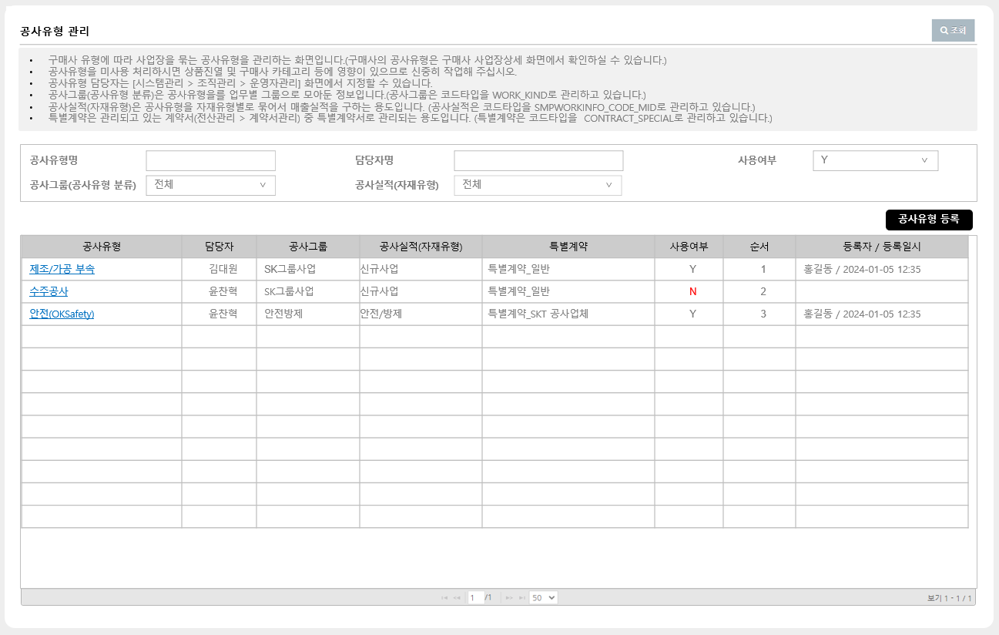 공사유형 관리
조회
• 구매사 유형에 따라 사업장을 묶는 공사유형을 관리하는 화면입니다.(구매사의 공사유형은 구매사 사업장상세 화면에서 확인하실 수 있습니다.)
• 공사유형을 미사용 처리하시면 상품진열 및 구매사 카테고리 등에 영향이 있으므로 신중히 작업해 주십시오.
• 공사유형 담당자는 [시스템관리 > 조직관리 > 운영자관리] 화면에서 지정할 수 있습니다.
• 공사그룹(공사유형 분류)은 공사유형을를 업무별 그룹으로 모아둔 정보입니다.(공사그룹은 코드타입을 WORK_KIND로 관리하고 있습니다.)
• 공사실적(자재유형)은 공사유형을 자재유형별로 묶어서 매출실적을 구하는 용도입니다. (공사실적은 코드타입을 SMPWORKINFO_CODE_MID로 관리하고 있습니다.)
• 특별계약은 관리되고 있는 계약서(전산관리 > 계약서관리) 중 특별계약서로 관리되는 용도입니다. (특별계약은 코드타입을 CONTRACT_SPECIAL로 관리하고 있습니다.)
공사유형명 담당자명 사용여부 Y
공사그룹(공사유형 분류) 전체 공사실적(자재유형) 전체
공사유형 등록
공사유형 담당자 공사그룹 공사실적(자재유형) 특별계약 사용여부 순서 등록자 / 등록일시
제조/가공 부속 김대원 SK그룹사업 신규사업 특별계약_일반 Y 1 홍길동 / 2024-01-05 12:35
수주공사 윤찬혁 SK그룹사업 신규사업 특별계약_일반 N 2
안전(OKSafety) 윤찬혁 안전방제 안전/방제 특별계약_SKT 공사업체 Y 3 홍길동 / 2024-01-05 12:35
1 /1 50 보기 1 - 1 / 1